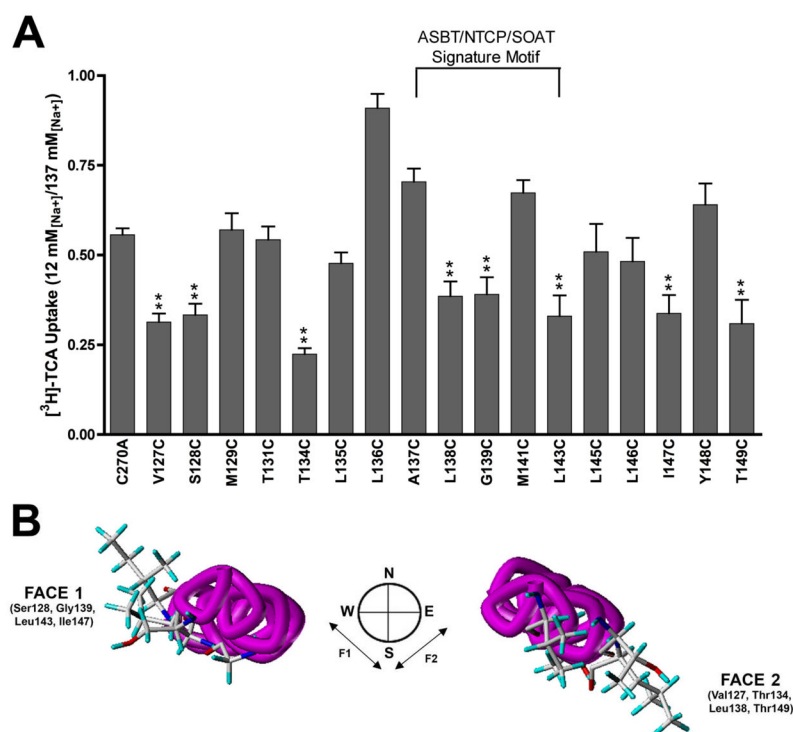 A
ASBT/NTCP/SOAT
Signature Motif
[³H]-TCA Uptake (12 mM[Na+]/137 mM[Na+])
1.00
0.75
0.50
0.25
0.00
**
**
**
**
**
**
**
**
C270A
V127C
S128C
M129C
T131C
T134C
L135C
L136C
A137C
L138C
G139C
M141C
L143C
L145C
L146C
I147C
Y148C
T149C
B
FACE 1
(Ser128, Gly139,
Leu143, Ile147)
N
W E
S
F1 F2
FACE 2
(Val127, Thr134,
Leu138, Thr149)